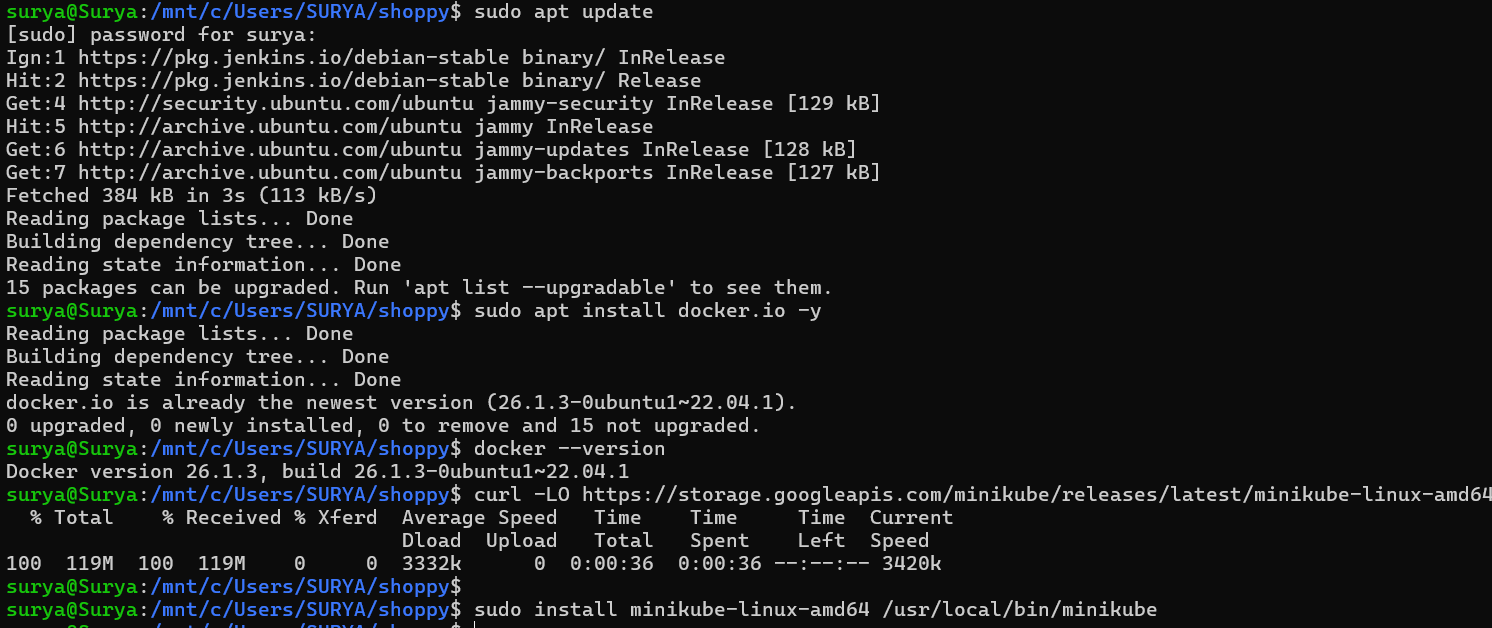 surya@Surya:/mnt/c/Users/SURYA/shoppy$ sudo apt update
[sudo] password for surya:
Ign:1 https://pkg.jenkins.io/debian-stable binary/ InRelease
Hit:2 https://pkg.jenkins.io/debian-stable binary/ Release
Get:4 http://security.ubuntu.com/ubuntu jammy-security InRelease [129 kB]
Hit:5 http://archive.ubuntu.com/ubuntu jammy InRelease
Get:6 http://archive.ubuntu.com/ubuntu jammy-updates InRelease [128 kB]
Get:7 http://archive.ubuntu.com/ubuntu jammy-backports InRelease [127 kB]
Fetched 384 kB in 3s (113 kB/s)
Reading package lists... Done
Building dependency tree... Done
Reading state information... Done
15 packages can be upgraded. Run 'apt list --upgradable' to see them.
surya@Surya:/mnt/c/Users/SURYA/shoppy$ sudo apt install docker.io -y
Reading package lists... Done
Building dependency tree... Done
Reading state information... Done
docker.io is already the newest version (26.1.3-0ubuntu1~22.04.1).
0 upgraded, 0 newly installed, 0 to remove and 15 not upgraded.
surya@Surya:/mnt/c/Users/SURYA/shoppy$ docker --version
Docker version 26.1.3, build 26.1.3-0ubuntu1~22.04.1
surya@Surya:/mnt/c/Users/SURYA/shoppy$ curl -LO https://storage.googleapis.com/minikube/releases/latest/minikube-linux-amd64
  % Total    % Received % Xferd  Average Speed   Time    Time     Time  Current
                                 Dload  Upload   Total   Spent    Left  Speed
100  119M  100  119M    0     0  3332k      0  0:00:36  0:00:36 --:--:-- 3420k
surya@Surya:/mnt/c/Users/SURYA/shoppy$
surya@Surya:/mnt/c/Users/SURYA/shoppy$ sudo install minikube-linux-amd64 /usr/local/bin/minikube
surya@Surya:/mnt/c/Users/SURYA/shoppy$